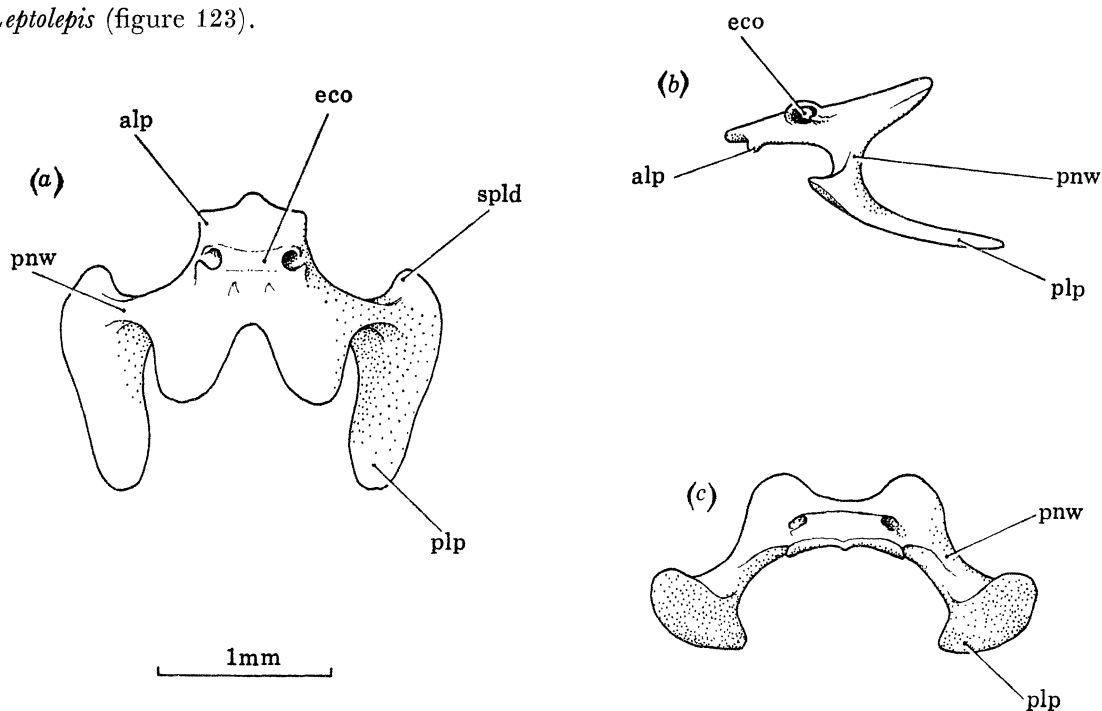 eptolepis (figure 123).
eco
(a)
alp
eco
spld
pnw
plp
1mm
(b)
alp
pnw
plp
(c)
pnw
plp